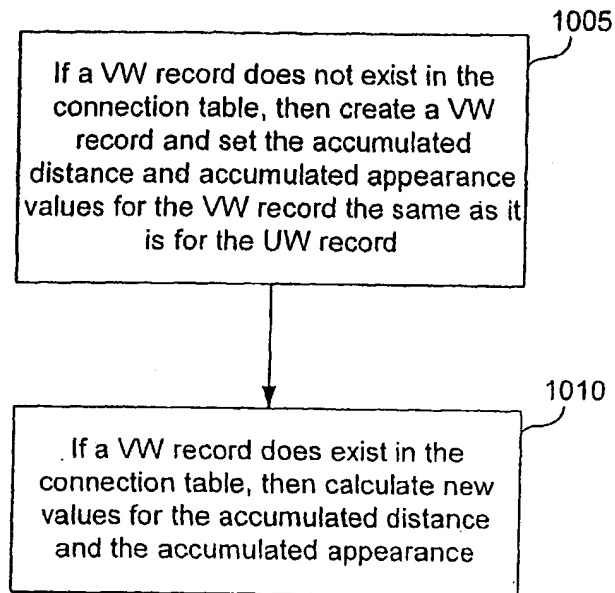 1005
If a VW record does not exist in the
connection table, then create a VW
record and set the accumulated
distance and accumulated appearance
values for the VW record the same as it
is for the UW record
1010
If a VW record does exist in the
connection table, then calculate new
values for the accumulated distance
and the accumulated appearance